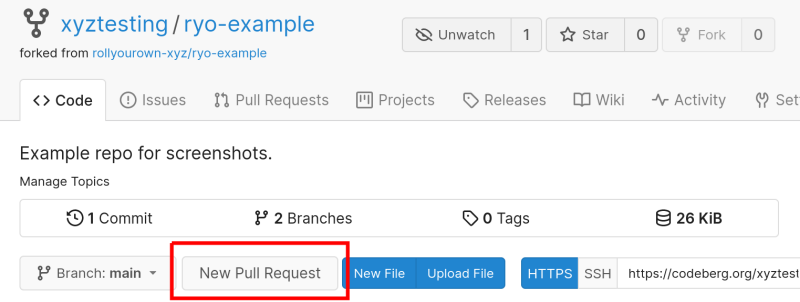 xyztesting / ryo-example
Unwatch 1 Star 0 Fork 0
forked from rollyourown-xyz/ryo-example
Code Issues Pull Requests Projects Releases Wiki Activity Set
Example repo for screenshots.
Manage Topics
1 Commit 2 Branches 0 Tags 26 KiB
Branch: main New Pull Request New File Upload File HTTPS SSH https://codeberg.org/xyztest